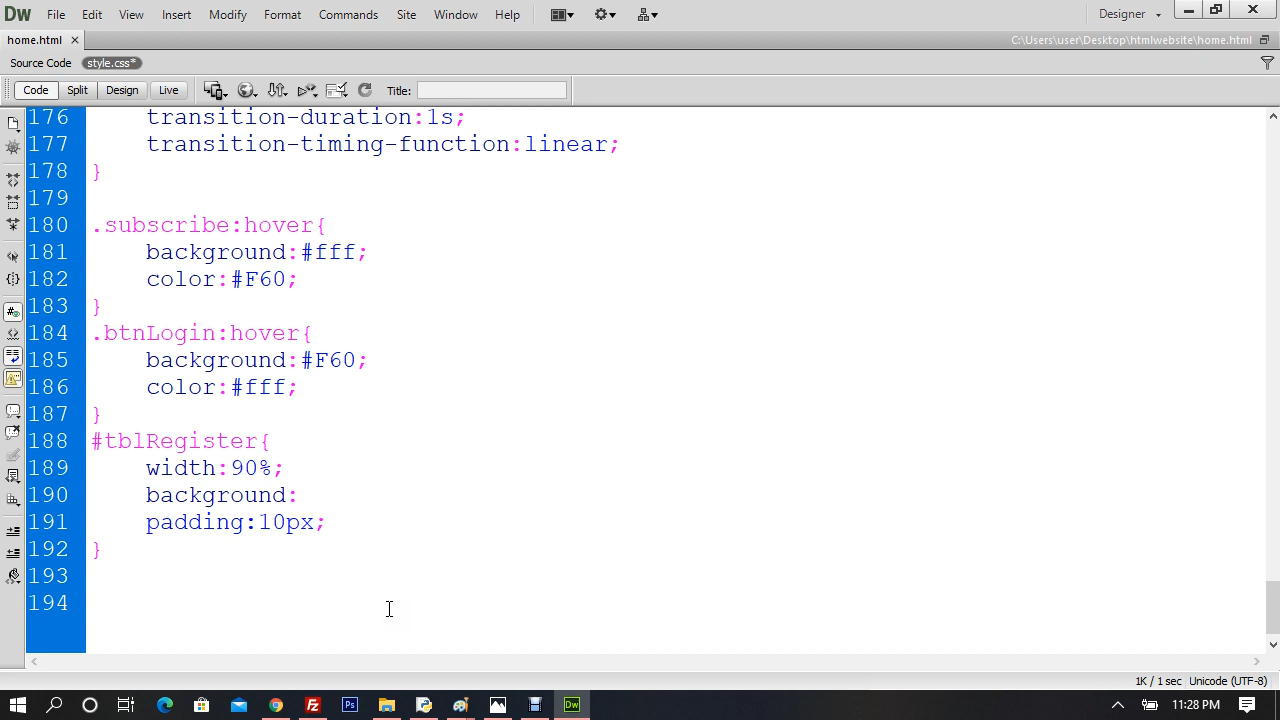 Dw File Edit View Insert Modify Format Commands Site Window Help Designer
home.html × C:\Users\user\Desktop\htmlwebsite\home.html
Source Code style.css*
Code Split Design Live Title:
176 transition-duration:1s;
177 transition-timing-function:linear;
178 }
179
180 .subscribe:hover{
181 background:#fff;
182 color:#F60;
183 }
184 .btnLogin:hover{
185 background:#F60;
186 color:#fff;
187 }
188 #tblRegister{
189 width:90%;
190 background:
191 padding:10px;
192 }
193
194
1K / 1 sec Unicode (UTF-8)
Fz Ps Dw 11:28 PM